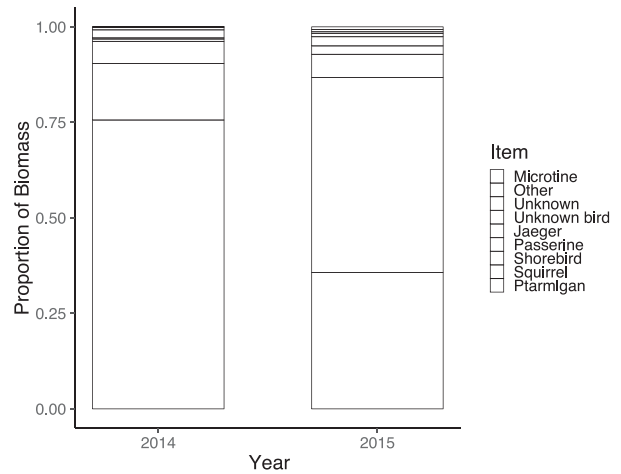 1.00
0.75
0.50
0.25
0.00
Proportion of Biomass
2014
2015
Year
Item
Microtine
Other
Unknown
Unknown bird
Jaeger
Passerine
Shorebird
Squirrel
Ptarmlgan